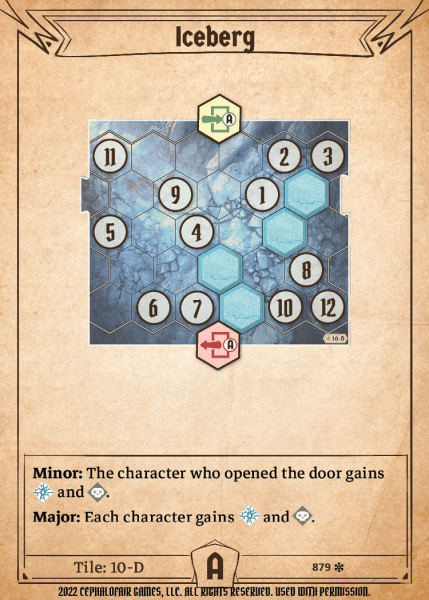 Iceberg
A
11 2 3
9 1
5 4
8
6 7 10 12
A
10-D
Minor: The character who opened the door gains
and .
Major: Each character gains and .
Tile: 10-D A 879
2022 CEPHALOFAIR GAMES, LLC. ALL RIGHTS RESERVED. USED WITH PERMISSION.